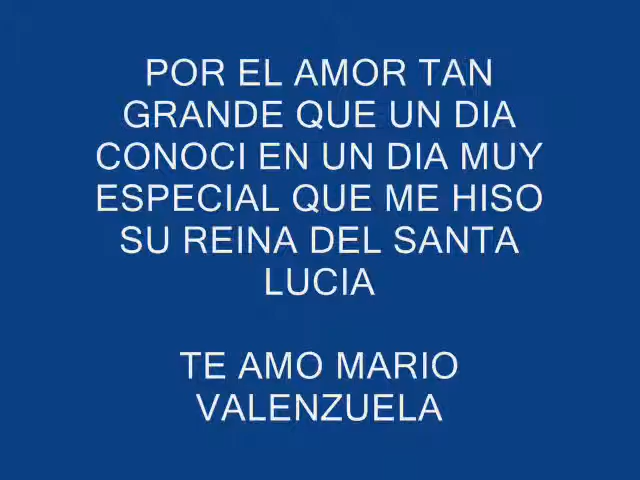 POR EL AMOR TAN
GRANDE QUE UN DIA
CONOCI EN UN DIA MUY
ESPECIAL QUE ME HISO
SU REINA DEL SANTA
LUCIA
TE AMO MARIO
VALENZUELA